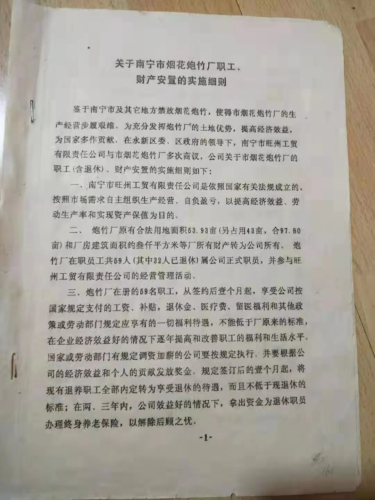 关于南宁市烟花炮竹厂职工、
财产安置的实施细则
鉴于南宁市及其它地方禁放烟花炮竹，使得市烟花炮竹厂的生
产经营步履艰难。为充分发挥炮竹厂的土地优势，提高经济效益，
为国家多作贡献。在永新区委、区政府的领导下，南宁市旺州工贸
有限责任公司与市烟花炮竹厂多次商议，公司关于市烟花炮竹厂的
职工(含退休)、财产安置的实施细则如下：
一、南宁市旺州工贸有限责任公司是依照国家有关法规成立的，
按照市场需求自主组织生产经营、自负盈亏，以提高经济效益、劳
动生产率和实现资产保值为目的。
二、炮竹厂原有合法用地面积53.93亩(另占用43亩，合97.80
亩)和厂房建筑面积约叁仟平方米等厂所有财产转为公司所有。炮
竹厂在职员工共59人(其中32人已退休)属公司正式职员，并参与旺
州工贸有限责任公司的经营管理活动。
三、炮竹厂在册的59名职工，从签约后壹个月起，享受公司按
国家规定支付的工资、补贴，退休金、医疗费、留医福利和其他政
策或劳动部门规定应享有的一切福利待遇，不能低于厂原来的标准，
在企业经济好效益的情况下逐年提高和改善职工的福利和生活水平。
国家或劳动部门有规定调资加薪的公司要按规定执行、并要根据公
司的经济效益和个人的贡献发放奖金。规定签订后的壹个月起，将
现有退养职工全部内定转为享受退休的待遇，而且不低于现退休的
标准；在两、三年内，公司效益好的情况下，拿出资金为退休职员
办理终身养老保险，以解除后顾之忧。
-1-